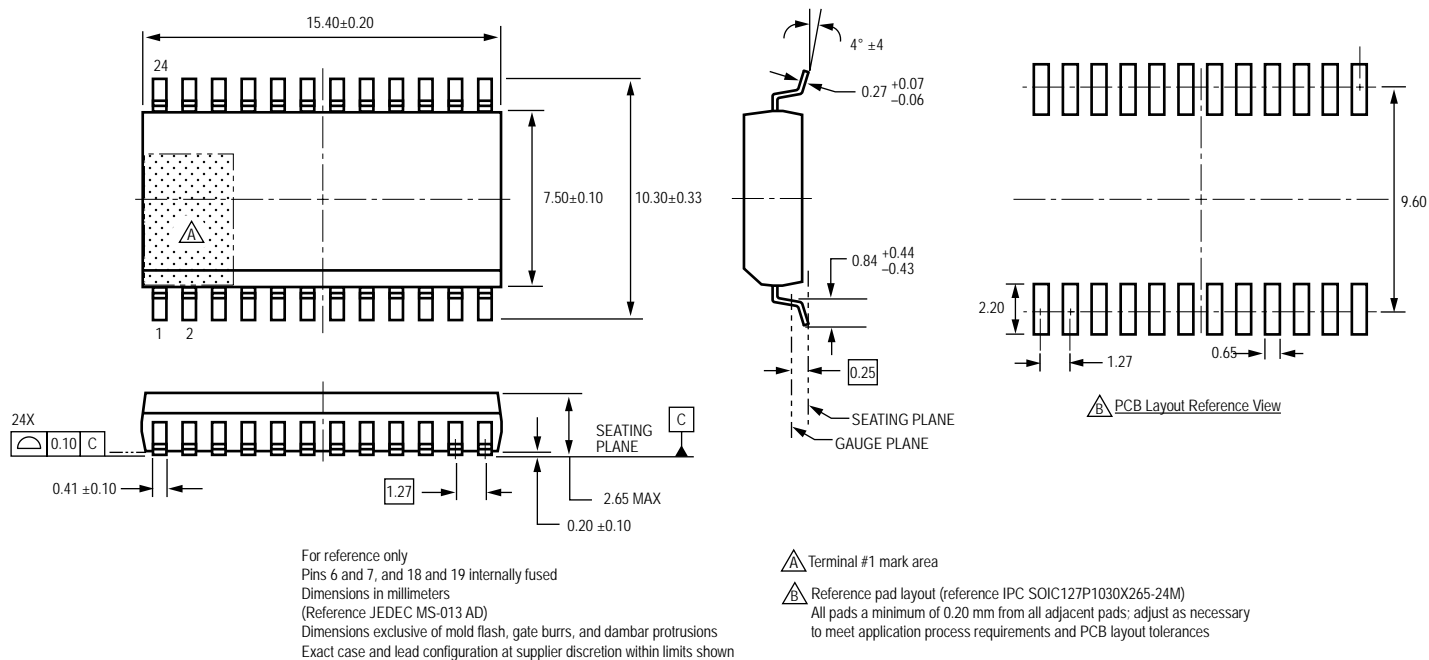 15.40±0.20
24
7.50±0.10
10.30±0.33
A
1 2
4° ±4
0.27 +0.07 –0.06
0.84 +0.44 –0.43
0.25
SEATING PLANE
GAUGE PLANE
9.60
2.20
1.27
0.65
B PCB Layout Reference View
24X
0.10 C
SEATING
PLANE
C
0.41 ±0.10
1.27
2.65 MAX
0.20 ±0.10
For reference only
Pins 6 and 7, and 18 and 19 internally fused
Dimensions in millimeters
(Reference JEDEC MS-013 AD)
Dimensions exclusive of mold flash, gate burrs, and dambar protrusions
Exact case and lead configuration at supplier discretion within limits shown
A Terminal #1 mark area
B Reference pad layout (reference IPC SOIC127P1030X265-24M)
All pads a minimum of 0.20 mm from all adjacent pads; adjust as necessary
to meet application process requirements and PCB layout tolerances